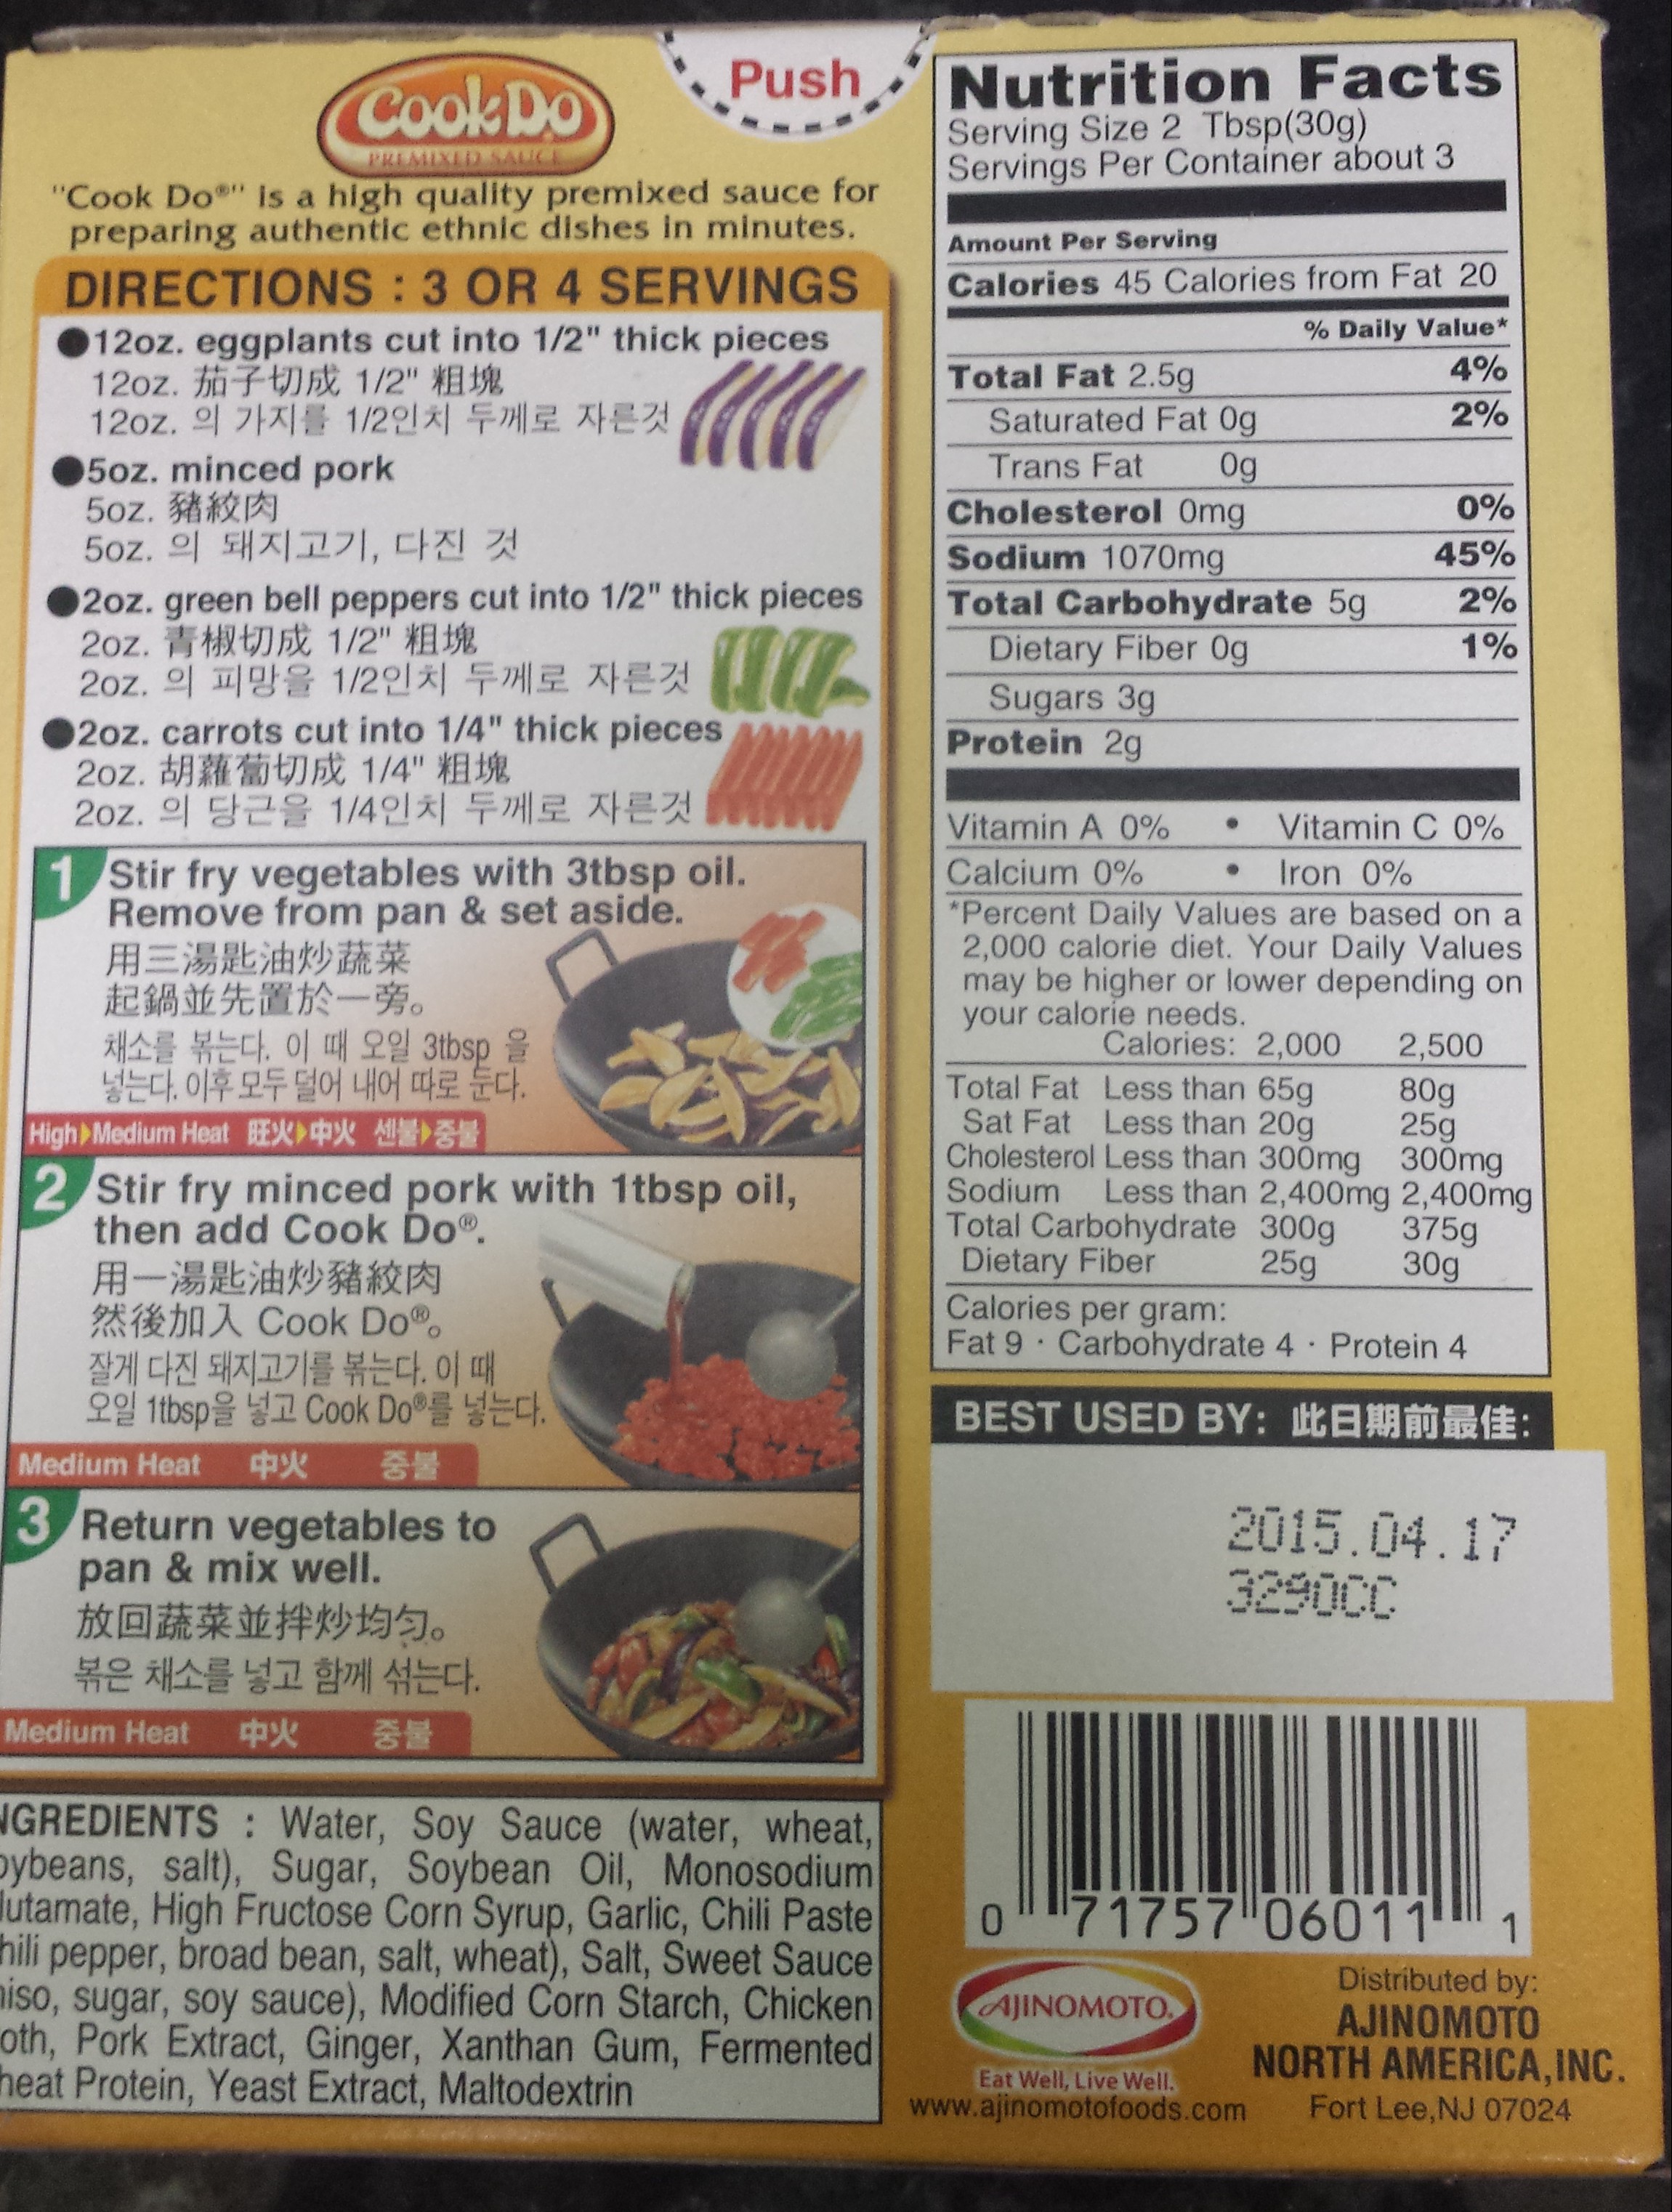 CookDo
PREMIXED SAUCE
Push
"Cook Do®" is a high quality premixed sauce for
preparing authentic ethnic dishes in minutes.
DIRECTIONS : 3 OR 4 SERVINGS
●12oz. eggplants cut into 1/2" thick pieces
12oz. 茄子切成 1/2" 粗塊
12oz. 의 가지를 1/2인치 두께로 자른것
●5oz. minced pork
5oz. 豬絞肉
5oz. 의 돼지고기, 다진 것
●2oz. green bell peppers cut into 1/2" thick pieces
2oz. 青椒切成 1/2" 粗塊
2oz. 의 피망을 1/2인치 두께로 자른것
●2oz. carrots cut into 1/4" thick pieces
2oz. 胡蘿蔔切成 1/4" 粗塊
2oz. 의 당근을 1/4인치 두께로 자른것
1 Stir fry vegetables with 3tbsp oil.
Remove from pan & set aside.
用三湯匙油炒蔬菜
起鍋並先置於一旁。
채소를 볶는다. 이 때 오일 3tbsp 을
넣는다. 이후 모두 덜어 내어 따로 둔다.
High▶Medium Heat 旺火▶中火 센불▶중불
2 Stir fry minced pork with 1tbsp oil,
then add Cook Do®.
用一湯匙油炒豬絞肉
然後加入 Cook Do®。
잘게 다진 돼지고기를 볶는다. 이 때
오일 1tbsp을 넣고 Cook Do®를 넣는다.
Medium Heat 中火 중불
3 Return vegetables to
pan & mix well.
放回蔬菜並拌炒均匀。
볶은 채소를 넣고 함께 섞는다.
Medium Heat 中火 중불
NGREDIENTS : Water, Soy Sauce (water, wheat,
oybeans, salt), Sugar, Soybean Oil, Monosodium
lutamate, High Fructose Corn Syrup, Garlic, Chili Paste
hili pepper, broad bean, salt, wheat), Salt, Sweet Sauce
iso, sugar, soy sauce), Modified Corn Starch, Chicken
oth, Pork Extract, Ginger, Xanthan Gum, Fermented
heat Protein, Yeast Extract, Maltodextrin
Nutrition Facts
Serving Size 2 Tbsp(30g)
Servings Per Container about 3
Amount Per Serving
Calories 45 Calories from Fat 20
% Daily Value*
Total Fat 2.5g 4%
Saturated Fat 0g 2%
Trans Fat 0g
Cholesterol 0mg 0%
Sodium 1070mg 45%
Total Carbohydrate 5g 2%
Dietary Fiber 0g 1%
Sugars 3g
Protein 2g
Vitamin A 0% • Vitamin C 0%
Calcium 0% • Iron 0%
*Percent Daily Values are based on a
2,000 calorie diet. Your Daily Values
may be higher or lower depending on
your calorie needs.
Calories: 2,000 2,500
Total Fat Less than 65g 80g
Sat Fat Less than 20g 25g
Cholesterol Less than 300mg 300mg
Sodium Less than 2,400mg 2,400mg
Total Carbohydrate 300g 375g
Dietary Fiber 25g 30g
Calories per gram:
Fat 9 · Carbohydrate 4 · Protein 4
BEST USED BY: 此日期前最佳:
2015.04.17
3290CC
0 71757 06011 1
AJINOMOTO®
Eat Well, Live Well.
www.ajinomotofoods.com
Distributed by:
AJINOMOTO
NORTH AMERICA,INC.
Fort Lee,NJ 07024